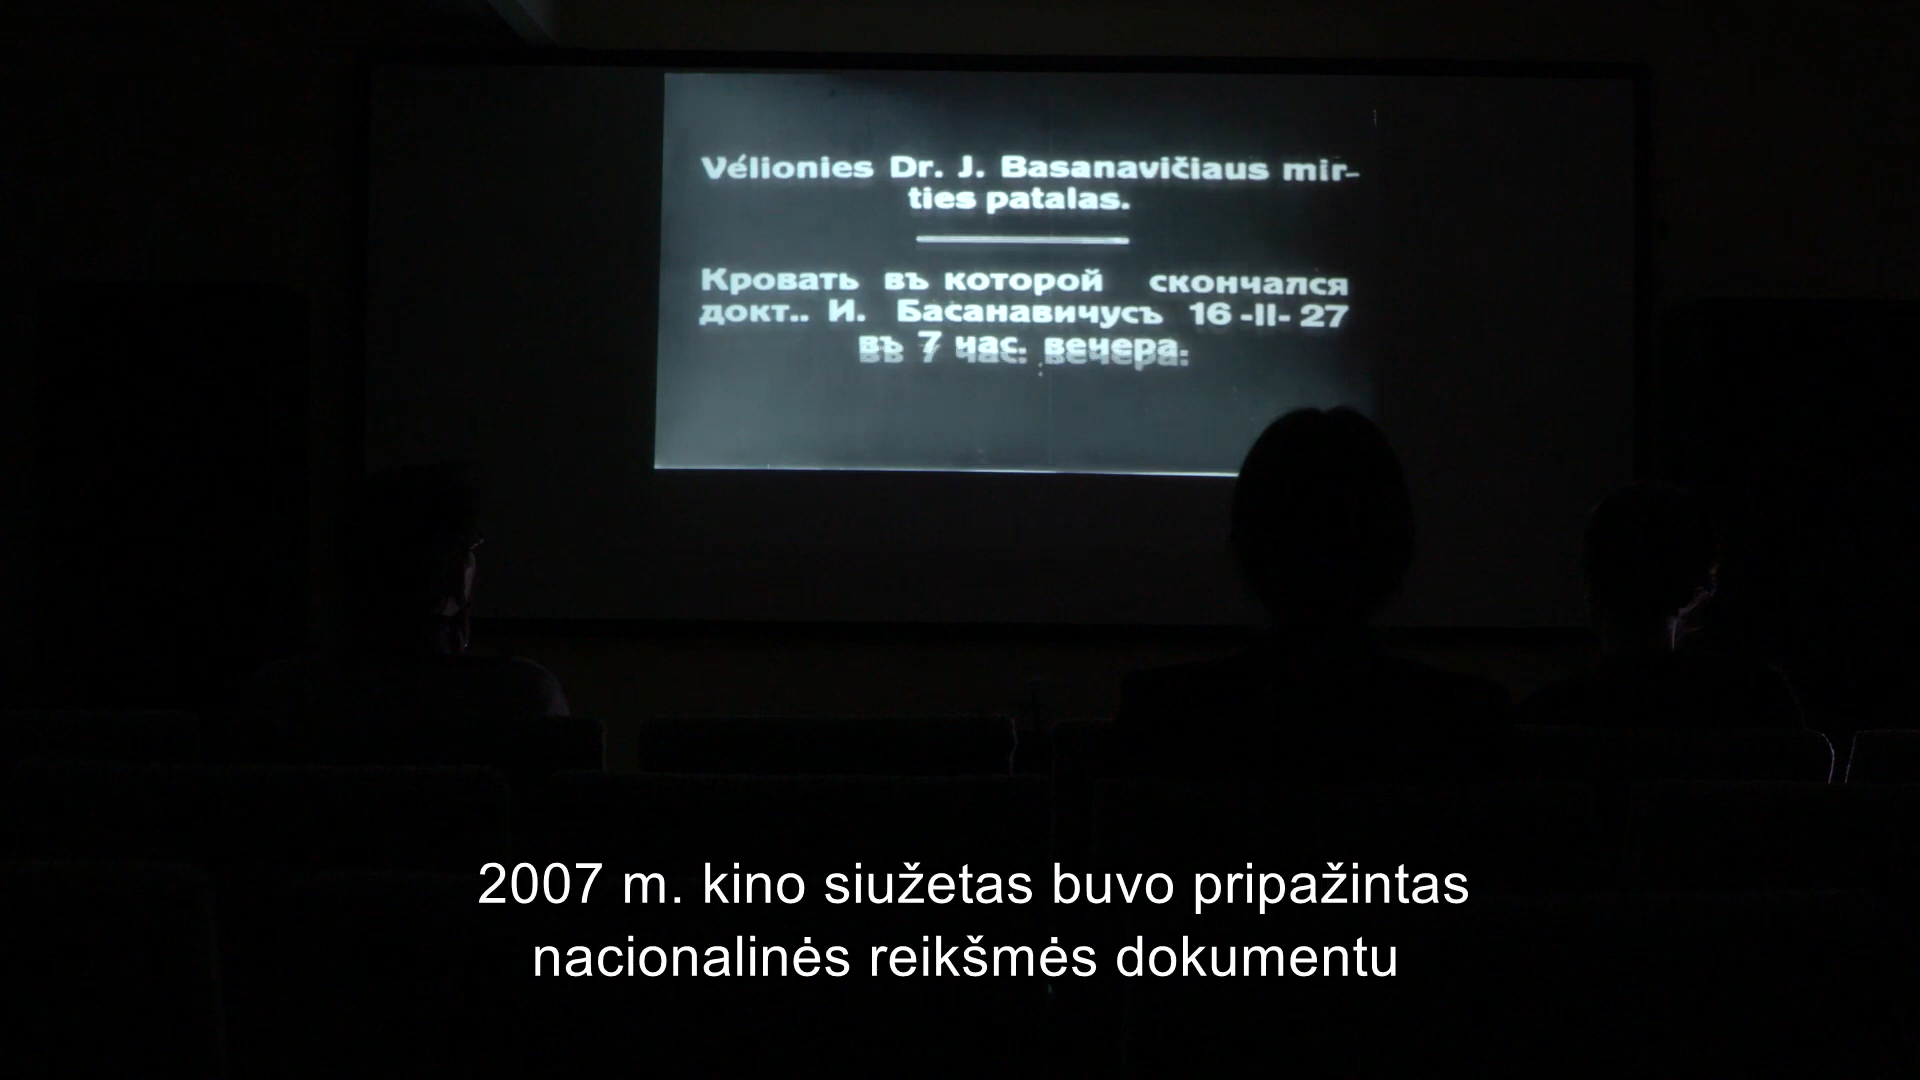 Vėlionies Dr. J. Basanavičiaus mir-
ties patalas.
Кровать въ которой скончался
докт.. И. Басанавичусъ 16 -II- 27
въ 7 час. вечера.
2007 m. kino siužetas buvo pripažintas
nacionalinės reikšmės dokumentu